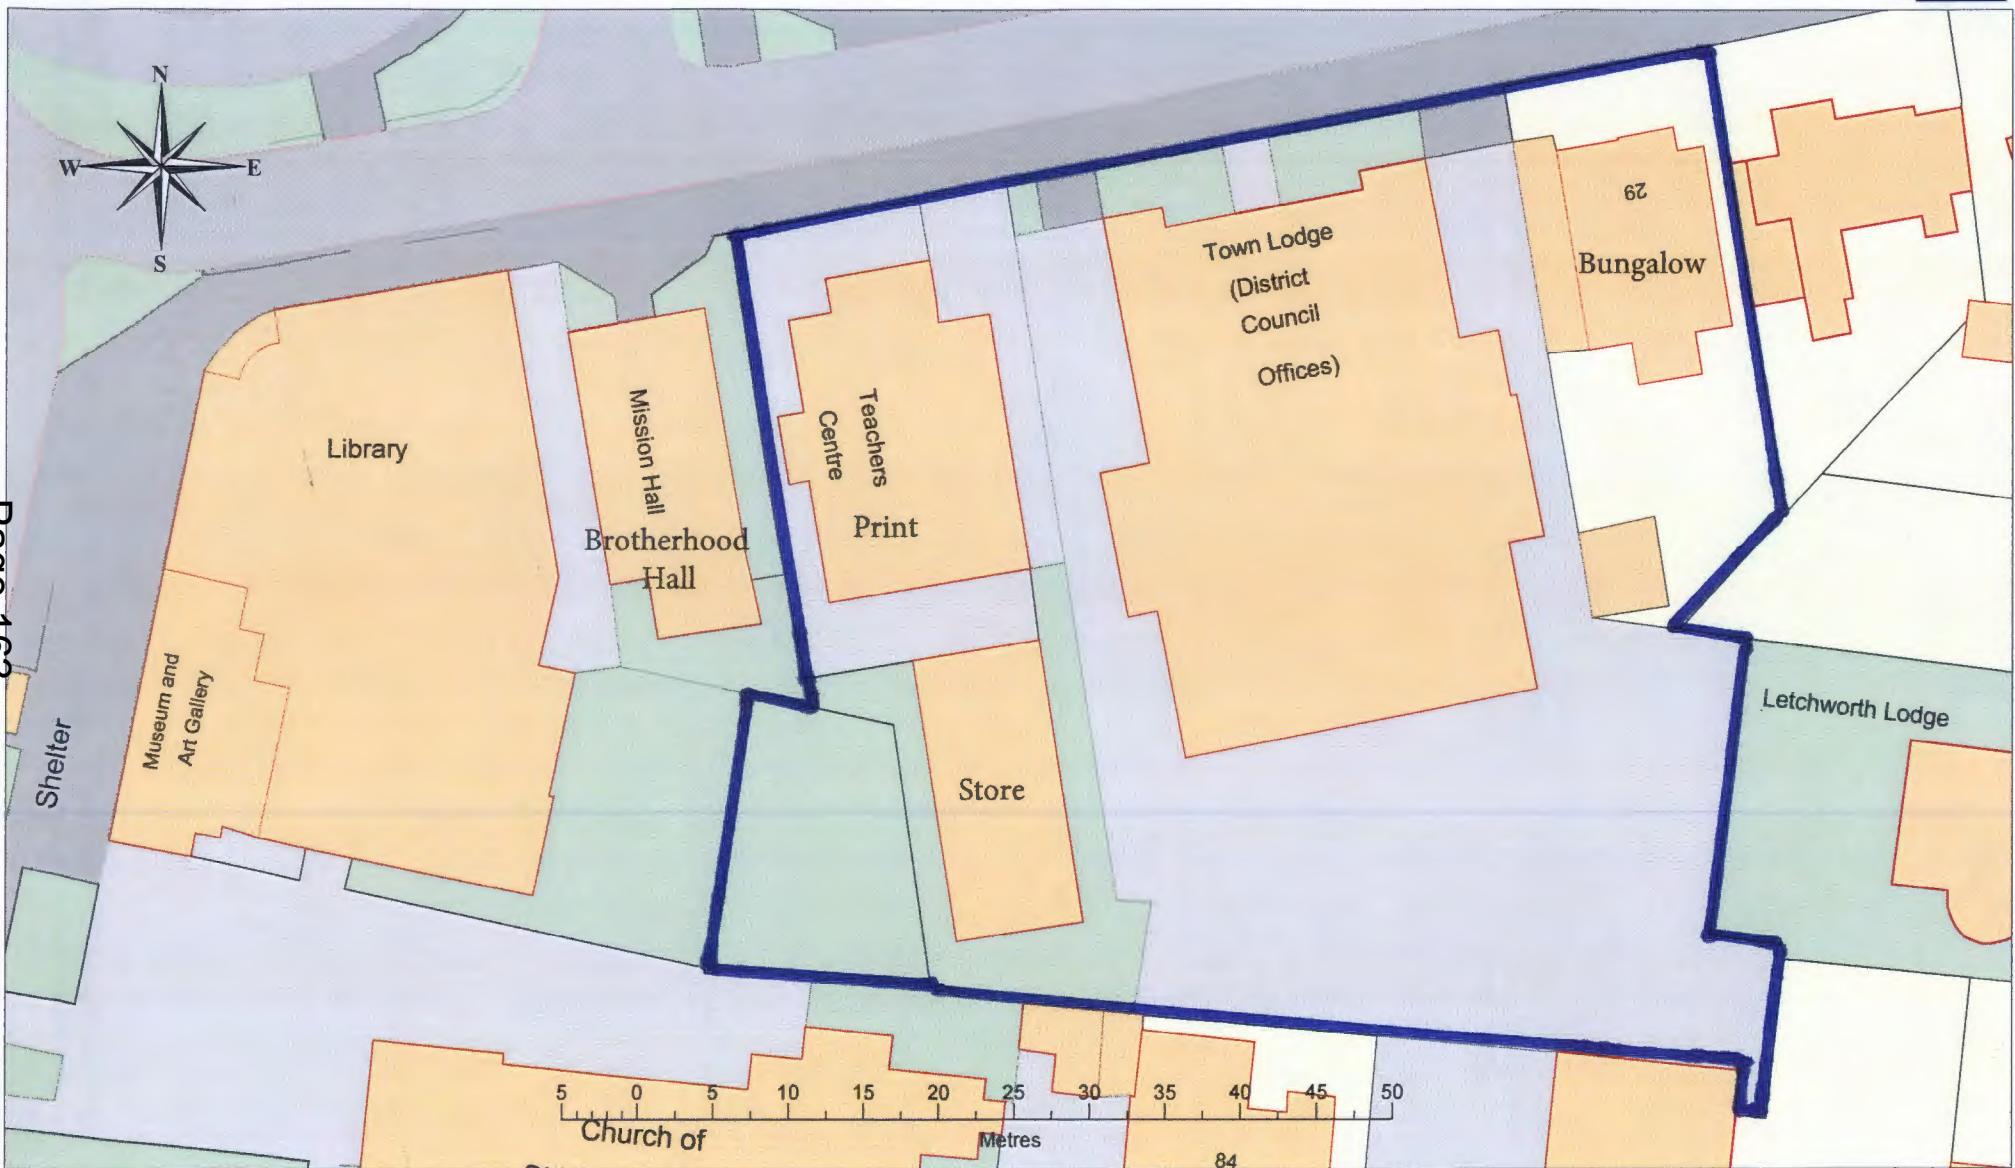 N
W E
S
Library
Mission Hall
Brotherhood
Hall
Teachers
Centre
Print
Town Lodge
(District
Council
Offices)
29
Bungalow
Museum and
Art Gallery
Shelter
Store
Letchworth Lodge
5 0 5 10 15 20 25 30 35 40 45 50
Metres
Church of
84